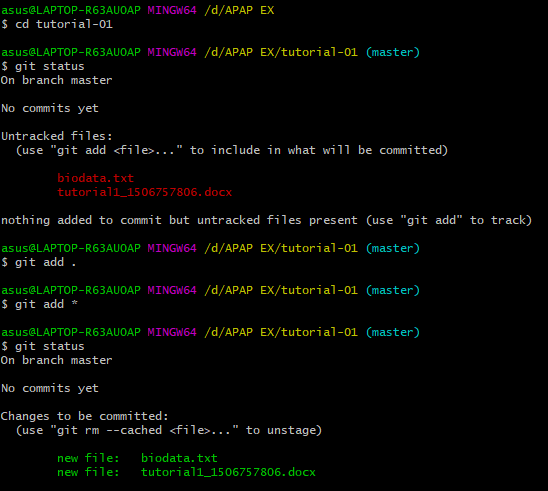 asus@LAPTOP-R63AUOAP MINGW64 /d/APAP EX
$ cd tutorial-01
asus@LAPTOP-R63AUOAP MINGW64 /d/APAP EX/tutorial-01 (master)
$ git status
On branch master
No commits yet
Untracked files:
(use "git add <file>..." to include in what will be committed)
biodata.txt
tutorial1_1506757806.docx
nothing added to commit but untracked files present (use "git add" to track)
asus@LAPTOP-R63AUOAP MINGW64 /d/APAP EX/tutorial-01 (master)
$ git add .
asus@LAPTOP-R63AUOAP MINGW64 /d/APAP EX/tutorial-01 (master)
$ git add *
asus@LAPTOP-R63AUOAP MINGW64 /d/APAP EX/tutorial-01 (master)
$ git status
On branch master
No commits yet
Changes to be committed:
(use "git rm --cached <file>..." to unstage)
new file: biodata.txt
new file: tutorial1_1506757806.docx